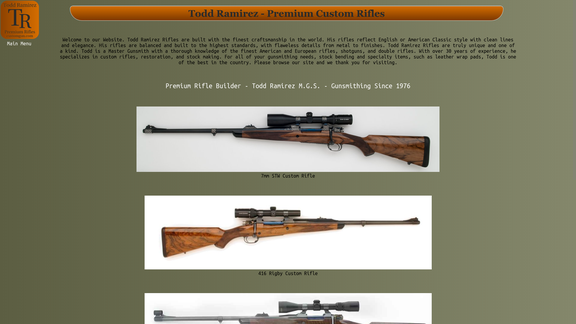 Todd Ramirez
TR
Main Menu
Todd Ramirez - Premium Custom Rifles
Welcome to our Website. Todd Ramirez Rifles are built with the finest craftsmanship in the world. His rifles reflect English or American Classic style with clean lines
and elegance. His rifles are balanced and built to the highest standards, with flawless details from metal to finishes. Todd Ramirez Rifles are truly unique and one of
a kind. Todd is a Master Gunsmith with a thorough knowledge of the finest American and European rifles, shotguns, and double rifles. With over 30 years of experience, he
specializes in custom rifles, restoration, and stock making. For all of your gunsmithing needs, stock bending and specialty items, such as leather wrap pads, Todd is one
of the best in the country. Please browse our site and we thank you for visiting.
Premium Rifle Builder - Todd Ramirez M.G.S. - Gunsmithing Since 1976
7mm STW Custom Rifle
416 Rigby Custom Rifle